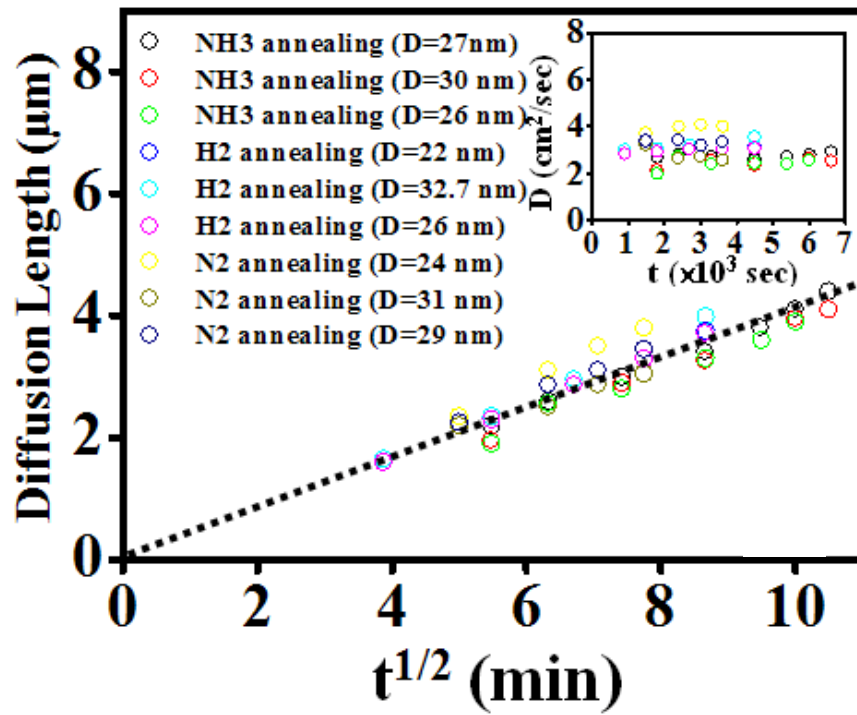 NH3 annealing (D=27nm)
NH3 annealing (D=30 nm)
NH3 annealing (D=26 nm)
H2 annealing (D=22 nm)
H2 annealing (D=32.7 nm)
H2 annealing (D=26 nm)
N2 annealing (D=24 nm)
N2 annealing (D=31 nm)
N2 annealing (D=29 nm)
Diffusion Length (μm)
8
6
4
2
0
0 2 4 6 8 10
t^1/2 (min)
D (cm²/sec)
8
6
4
2
0
0 1 2 3 4 5 6 7
t (x10³ sec)